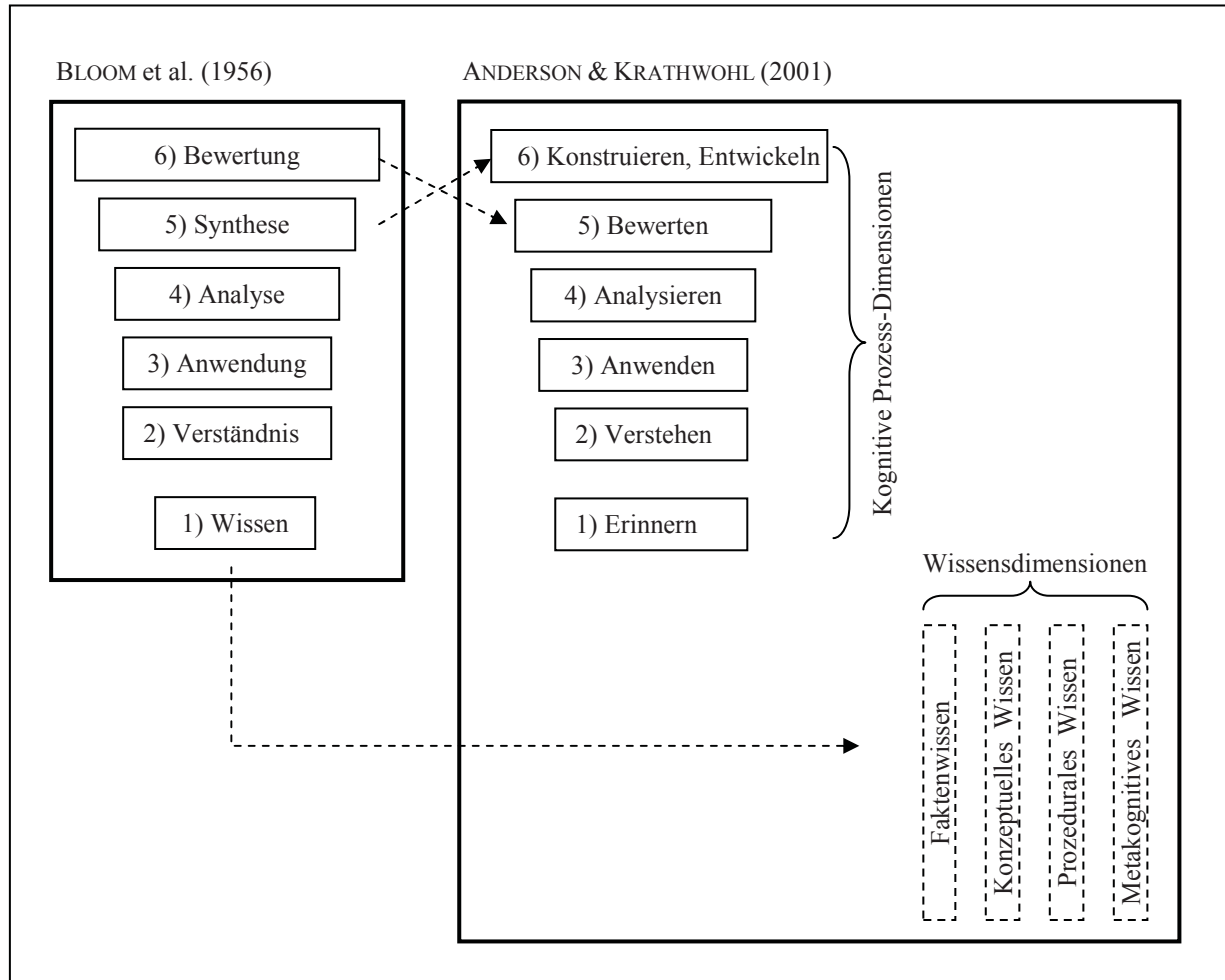 BLOOM et al. (1956)
6) Bewertung
5) Synthese
4) Analyse
3) Anwendung
2) Verständnis
1) Wissen
ANDERSON & KRATHWOHL (2001)
6) Konstruieren, Entwickeln
5) Bewerten
4) Analysieren
3) Anwenden
2) Verstehen
1) Erinnern
Kognitive Prozess-Dimensionen
Wissensdimensionen
Faktenwissen
Konzeptuelles Wissen
Prozedurales Wissen
Metakognitives Wissen